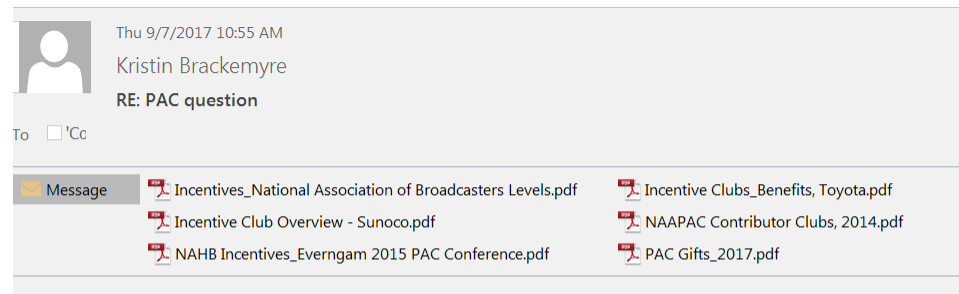 Thu 9/7/2017 10:55 AM
Kristin Brackemyre
RE: PAC question
To 'Co
Message
Incentives_National Association of Broadcasters Levels.pdf
Incentive Clubs_Benefits, Toyota.pdf
Incentive Club Overview - Sunoco.pdf
NAAPAC Contributor Clubs, 2014.pdf
NAHB Incentives_Everngam 2015 PAC Conference.pdf
PAC Gifts_2017.pdf